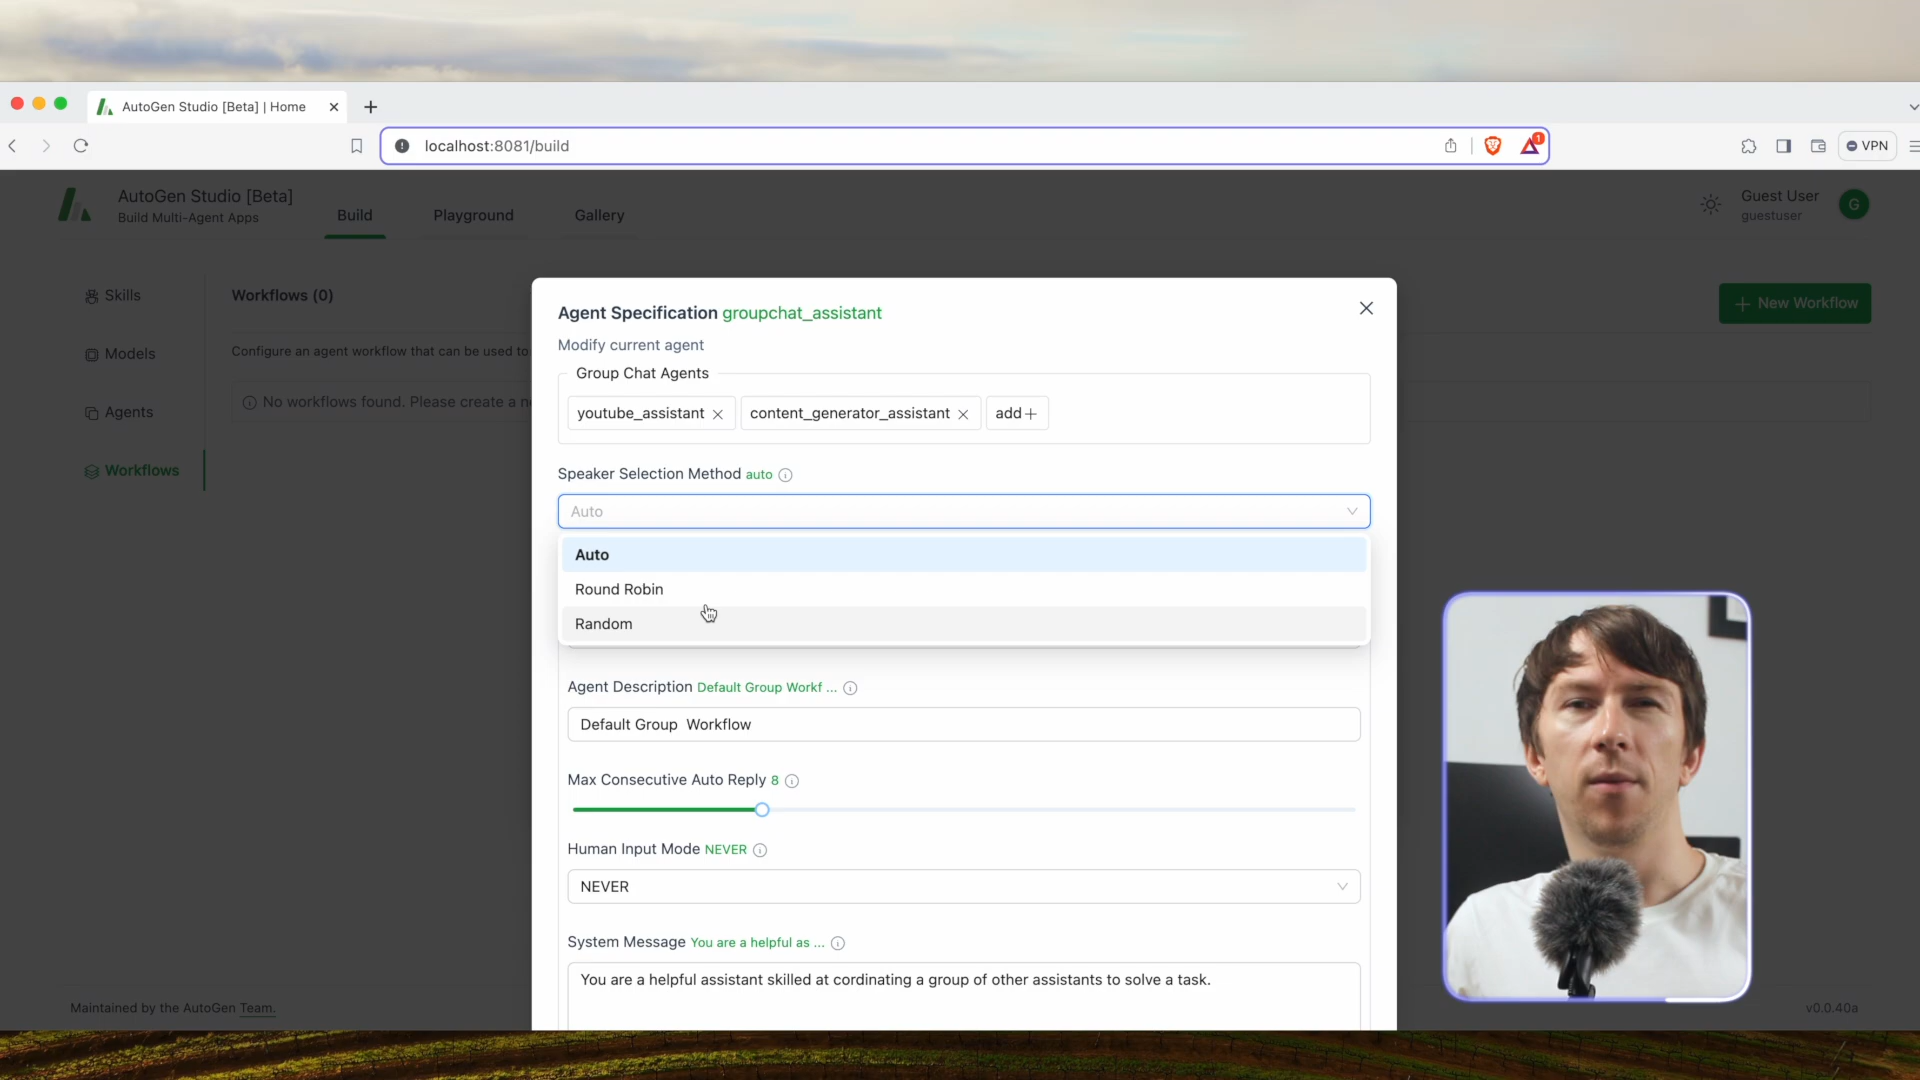 AutoGen Studio [Beta] | Home
localhost:8081/build
1
VPN
AutoGen Studio [Beta]
Build Multi-Agent Apps
Build
Playground
Gallery
Guest User
guestuser
G
Skills
Models
Agents
Workflows
Workflows (0)
New Workflow
Configure an agent workflow that can be used to
No workflows found. Please create a n
Agent Specification groupchat_assistant
Modify current agent
Group Chat Agents
youtube_assistant
content_generator_assistant
add
Speaker Selection Method auto
Auto
Auto
Round Robin
Random
Agent Description Default Group Workf ...
Default Group  Workflow
Max Consecutive Auto Reply 8
Human Input Mode NEVER
NEVER
System Message You are a helpful as ...
You are a helpful assistant skilled at cordinating a group of other assistants to solve a task.
Maintained by the AutoGen Team.
v0.0.40a